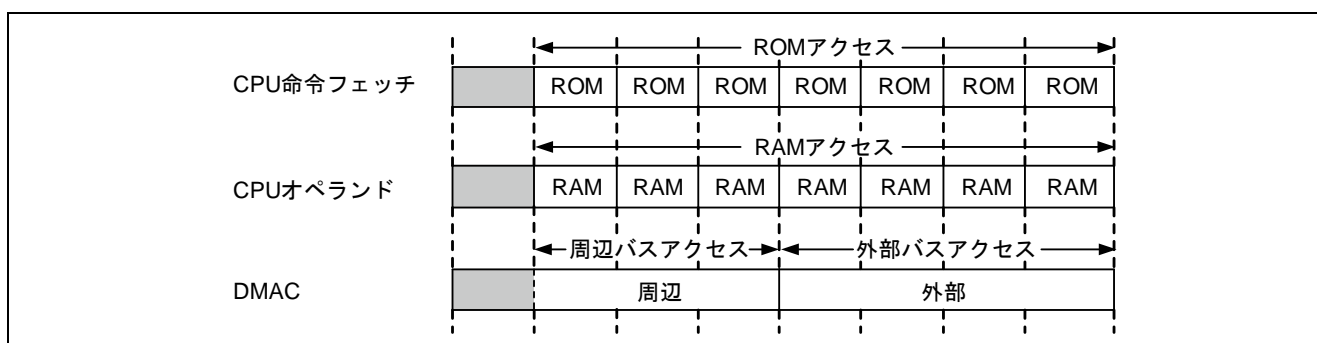 ROMアクセス
CPU命令フェッチ ROM ROM ROM ROM ROM ROM ROM
RAMアクセス
CPUオペランド RAM RAM RAM RAM RAM RAM RAM
周辺バスアクセス 外部バスアクセス
DMAC 周辺 外部